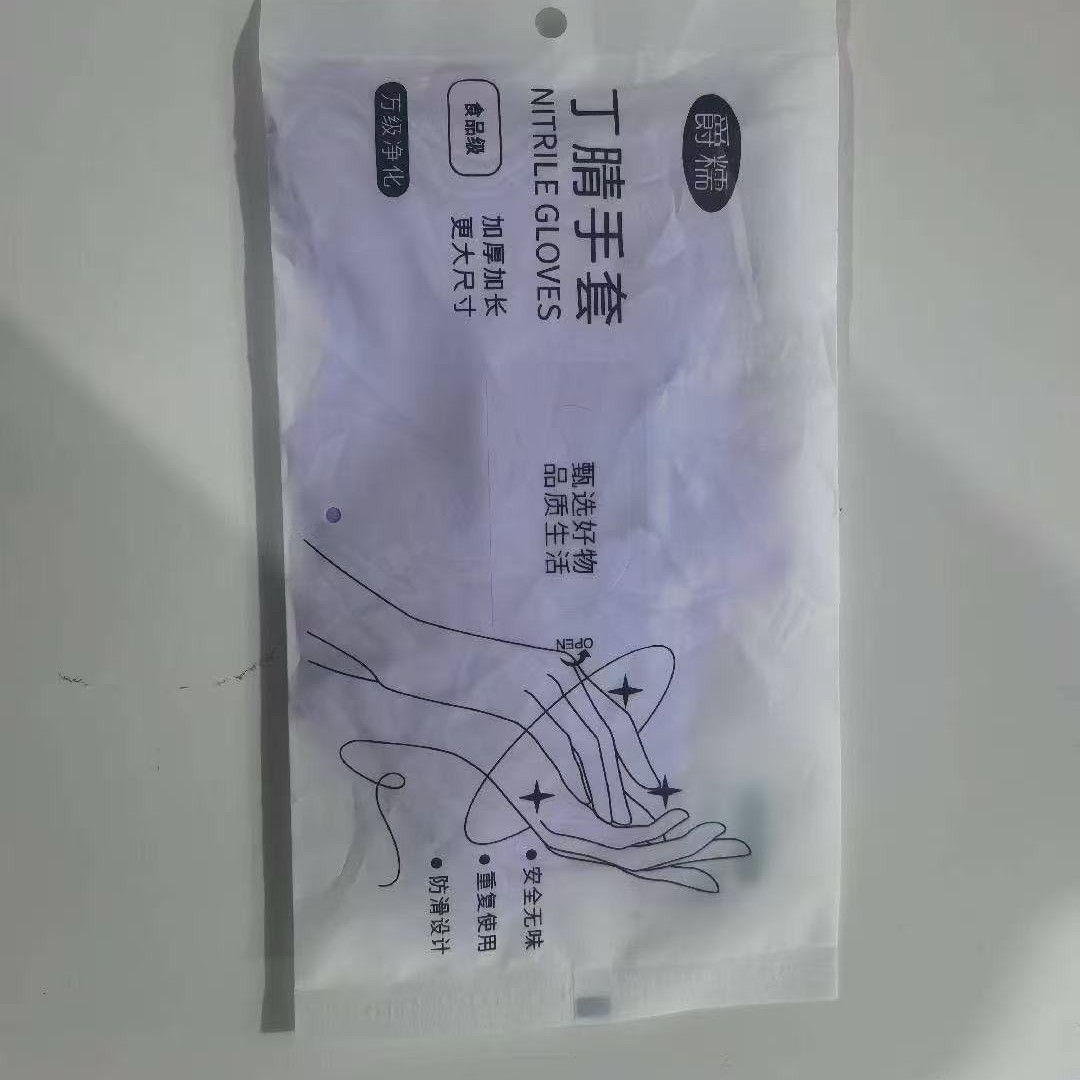 爵糯
丁腈手套
NITRILE GLOVES
食品级
加厚加长
更大尺寸
万级净化
甄选好物
品质生活
OPEN
安全无味
重复使用
防滑设计